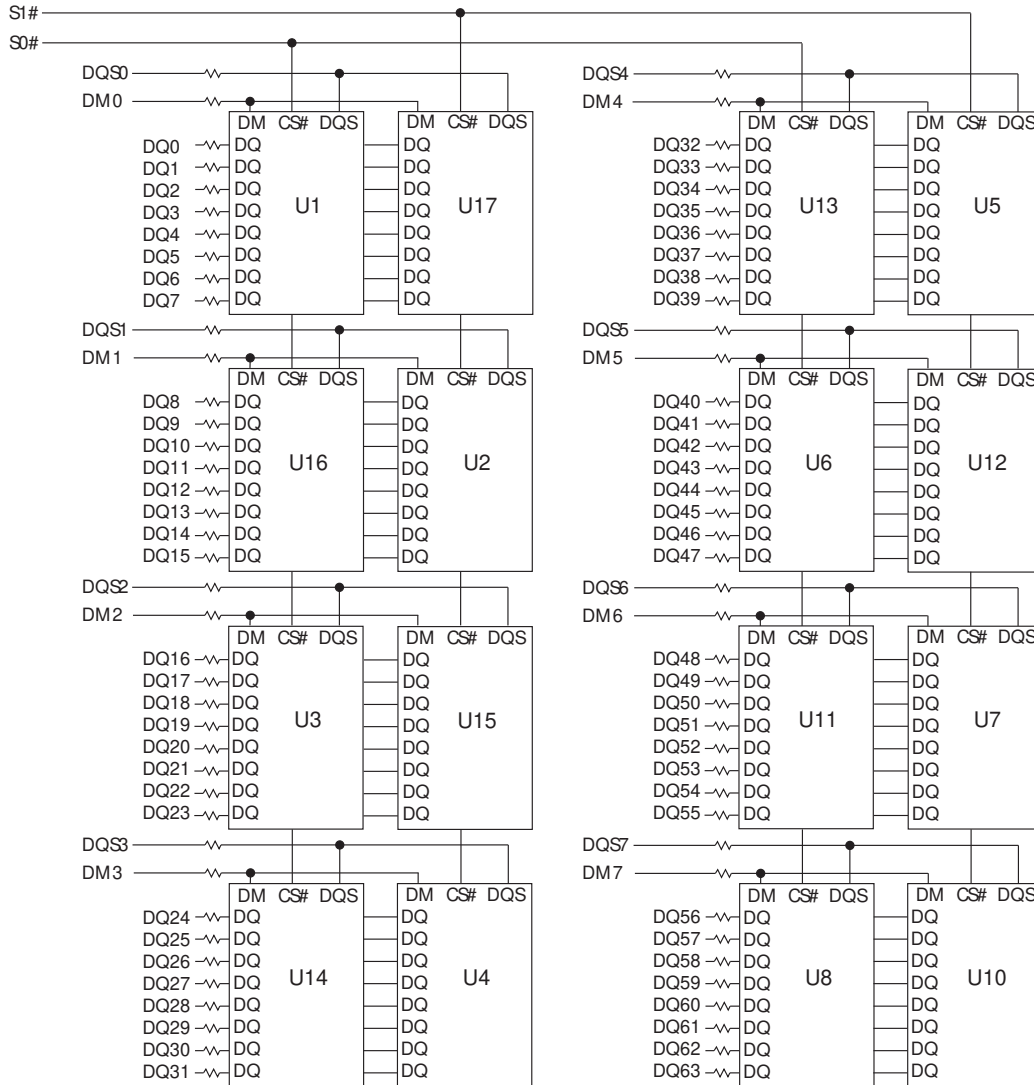 S1#
S0#
DQS0 DQS4
DM0 DM4
DM CS# DQS DM CS# DQS DM CS# DQS DM CS# DQS
DQ0 DQ DQ DQ32 DQ DQ
DQ1 DQ DQ DQ33 DQ DQ
DQ2 DQ DQ DQ34 DQ DQ
DQ3 DQ U1 DQ U17 DQ35 DQ U13 DQ U5
DQ4 DQ DQ DQ36 DQ DQ
DQ5 DQ DQ DQ37 DQ DQ
DQ6 DQ DQ DQ38 DQ DQ
DQ7 DQ DQ DQ39 DQ DQ
DQS1 DQS5
DM1 DM5
DM CS# DQS DM CS# DQS DM CS# DQS DM CS# DQS
DQ8 DQ DQ DQ40 DQ DQ
DQ9 DQ DQ DQ41 DQ DQ
DQ10 DQ DQ DQ42 DQ DQ
DQ11 DQ U16 DQ U2 DQ43 DQ U6 DQ U12
DQ12 DQ DQ DQ44 DQ DQ
DQ13 DQ DQ DQ45 DQ DQ
DQ14 DQ DQ DQ46 DQ DQ
DQ15 DQ DQ DQ47 DQ DQ
DQS2 DQS6
DM2 DM6
DM CS# DQS DM CS# DQS DM CS# DQS DM CS# DQS
DQ16 DQ DQ DQ48 DQ DQ
DQ17 DQ DQ DQ49 DQ DQ
DQ18 DQ DQ DQ50 DQ DQ
DQ19 DQ U3 DQ U15 DQ51 DQ U11 DQ U7
DQ20 DQ DQ DQ52 DQ DQ
DQ21 DQ DQ DQ53 DQ DQ
DQ22 DQ DQ DQ54 DQ DQ
DQ23 DQ DQ DQ55 DQ DQ
DQS3 DQS7
DM3 DM7
DM CS# DQS DM CS# DQS DM CS# DQS DM CS# DQS
DQ24 DQ DQ DQ56 DQ DQ
DQ25 DQ DQ DQ57 DQ DQ
DQ26 DQ DQ DQ58 DQ DQ
DQ27 DQ U14 DQ U4 DQ59 DQ U8 DQ U10
DQ28 DQ DQ DQ60 DQ DQ
DQ29 DQ DQ DQ61 DQ DQ
DQ30 DQ DQ DQ62 DQ DQ
DQ31 DQ DQ DQ63 DQ DQ